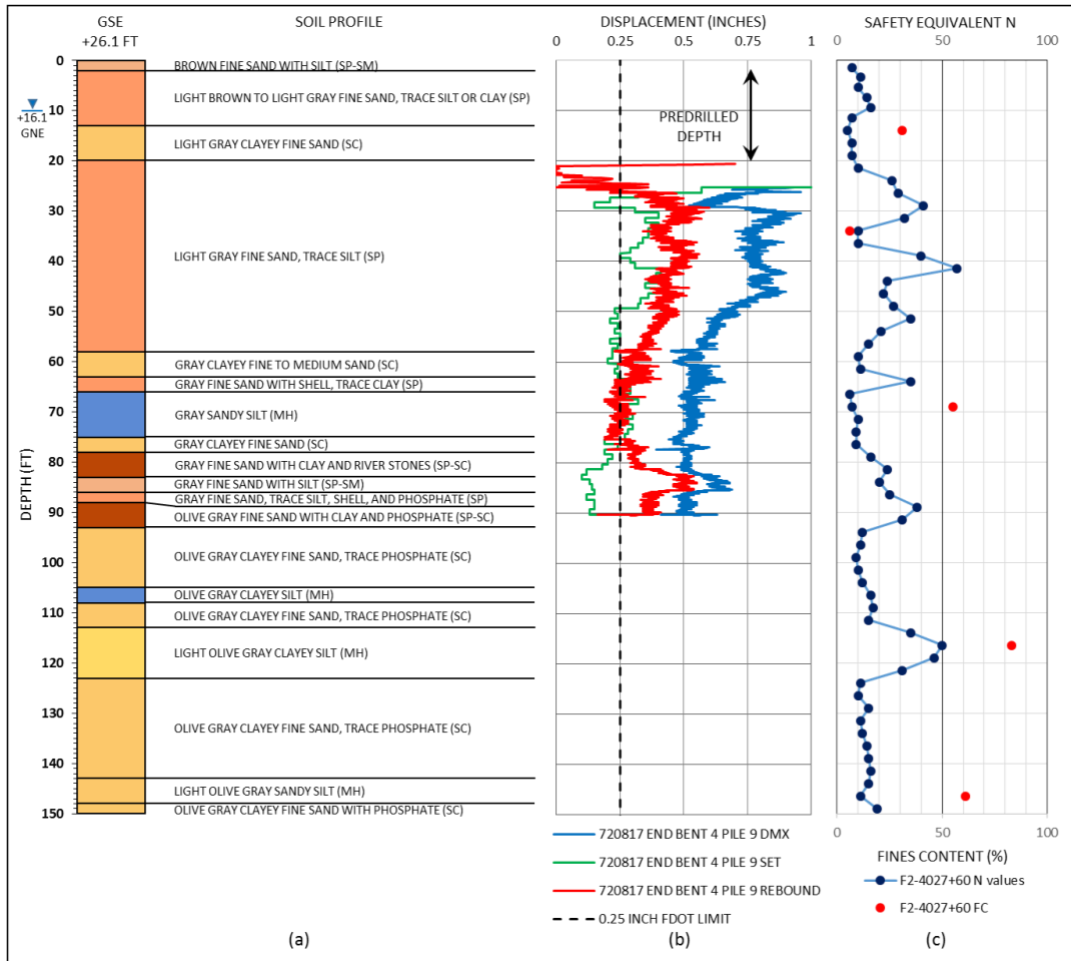 GSE
+26.1 FT
SOIL PROFILE
DISPLACEMENT (INCHES)
SAFETY EQUIVALENT N
0 0.25 0.5 0.75 1
0 50 100
DEPTH (FT)
0
10
20
30
40
50
60
70
80
90
100
110
120
130
140
150
+16.1
GNE
BROWN FINE SAND WITH SILT (SP-SM)
LIGHT BROWN TO LIGHT GRAY FINE SAND, TRACE SILT OR CLAY (SP)
LIGHT GRAY CLAYEY FINE SAND (SC)
LIGHT GRAY FINE SAND, TRACE SILT (SP)
GRAY CLAYEY FINE TO MEDIUM SAND (SC)
GRAY FINE SAND WITH SHELL, TRACE CLAY (SP)
GRAY SANDY SILT (MH)
GRAY CLAYEY FINE SAND (SC)
GRAY FINE SAND WITH CLAY AND RIVER STONES (SP-SC)
GRAY FINE SAND WITH SILT (SP-SM)
GRAY FINE SAND, TRACE SILT, SHELL, AND PHOSPHATE (SP)
OLIVE GRAY FINE SAND WITH CLAY AND PHOSPHATE (SP-SC)
OLIVE GRAY CLAYEY FINE SAND, TRACE PHOSPHATE (SC)
OLIVE GRAY CLAYEY SILT (MH)
OLIVE GRAY CLAYEY FINE SAND, TRACE PHOSPHATE (SC)
LIGHT OLIVE GRAY CLAYEY SILT (MH)
OLIVE GRAY CLAYEY FINE SAND, TRACE PHOSPHATE (SC)
LIGHT OLIVE GRAY SANDY SILT (MH)
OLIVE GRAY CLAYEY FINE SAND WITH PHOSPHATE (SC)
PREDRILLED
DEPTH
720817 END BENT 4 PILE 9 DMX
720817 END BENT 4 PILE 9 SET
720817 END BENT 4 PILE 9 REBOUND
0.25 INCH FDOT LIMIT
0 50 100
FINES CONTENT (%)
F2-4027+60 N values
F2-4027+60 FC
(a)
(b)
(c)